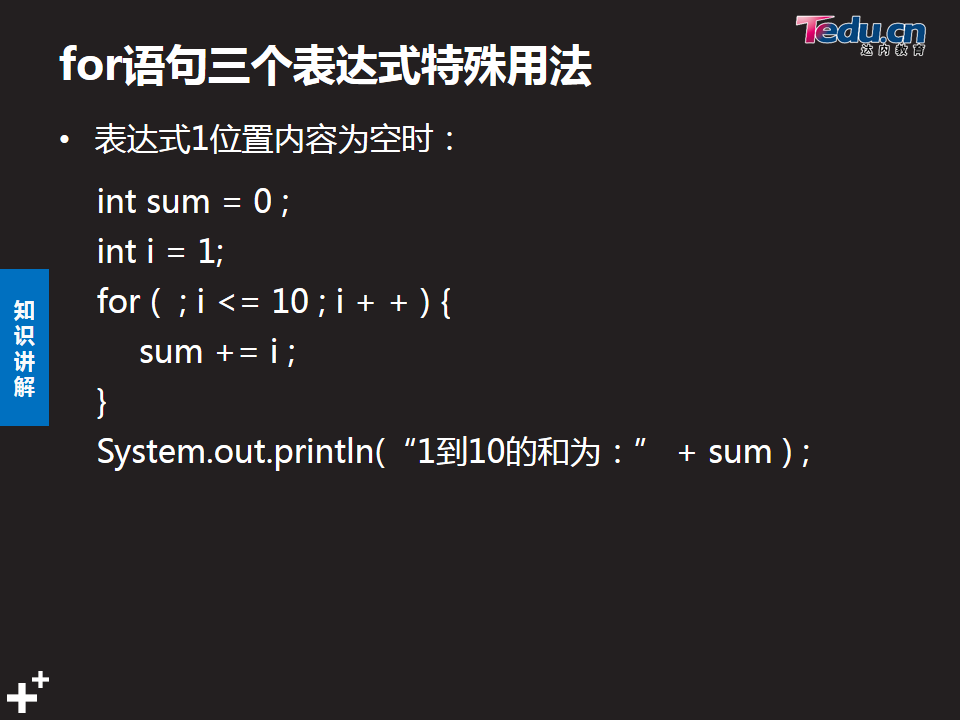 Tedu.cn
达内教育
for语句三个表达式特殊用法
• 表达式1位置内容为空时：
int sum = 0 ;
int i = 1;
for (  ; i <= 10 ; i + + ) {
sum += i ;
}
System.out.println(“1到10的和为：” + sum ) ;
知识讲解